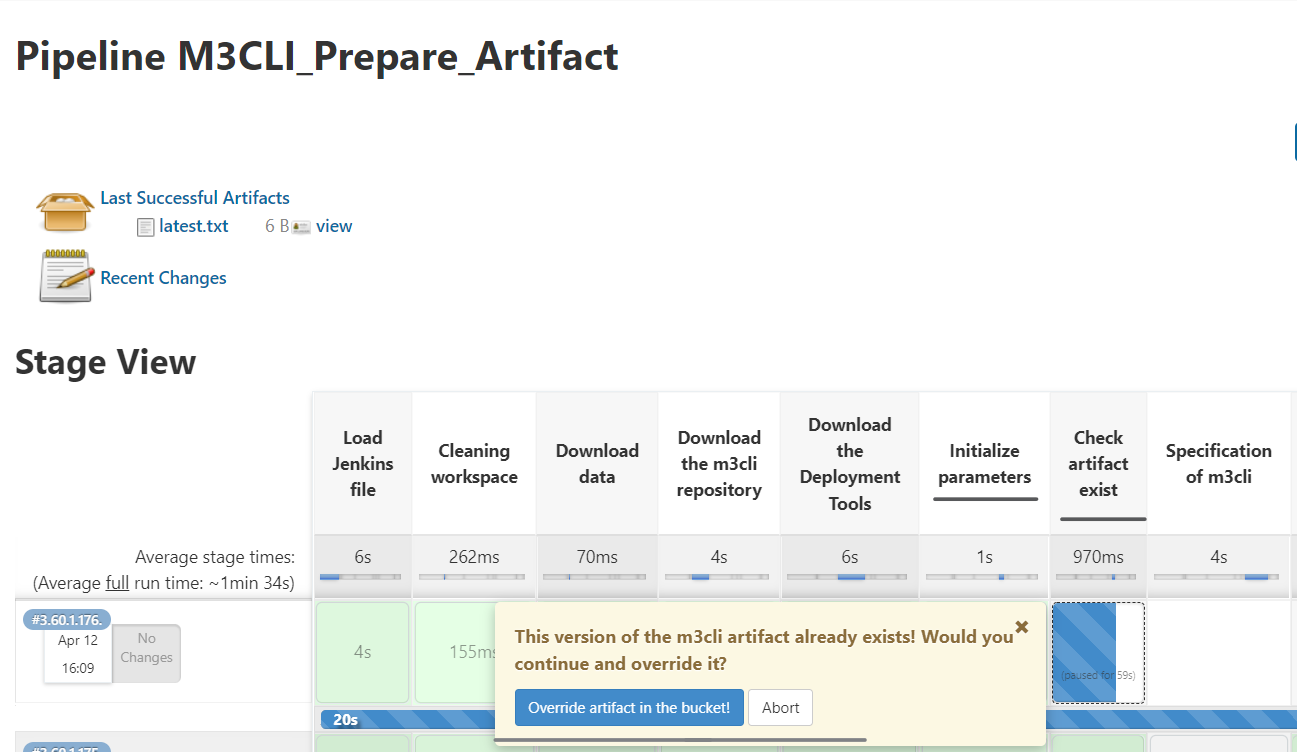 Pipeline M3CLI_Prepare_Artifact
Last Successful Artifacts
latest.txt 6 B view
Recent Changes
Stage View
Load
Jenkins
file
Cleaning
workspace
Download
data
Download
the m3cli
repository
Download
the
Deployment
Tools
Initialize
parameters
Check
artifact
exist
Specification
of m3cli
Average stage times:
(Average full run time: ~1min 34s)
6s 262ms 70ms 4s 6s 1s 970ms 4s
#3.60.1.176.
Apr 12
16:09
No
Changes
4s
155ms
This version of the m3cli artifact already exists! Would you
continue and override it?
Override artifact in the bucket! Abort
(paused for 59s)
20s
#3.60.1.175.